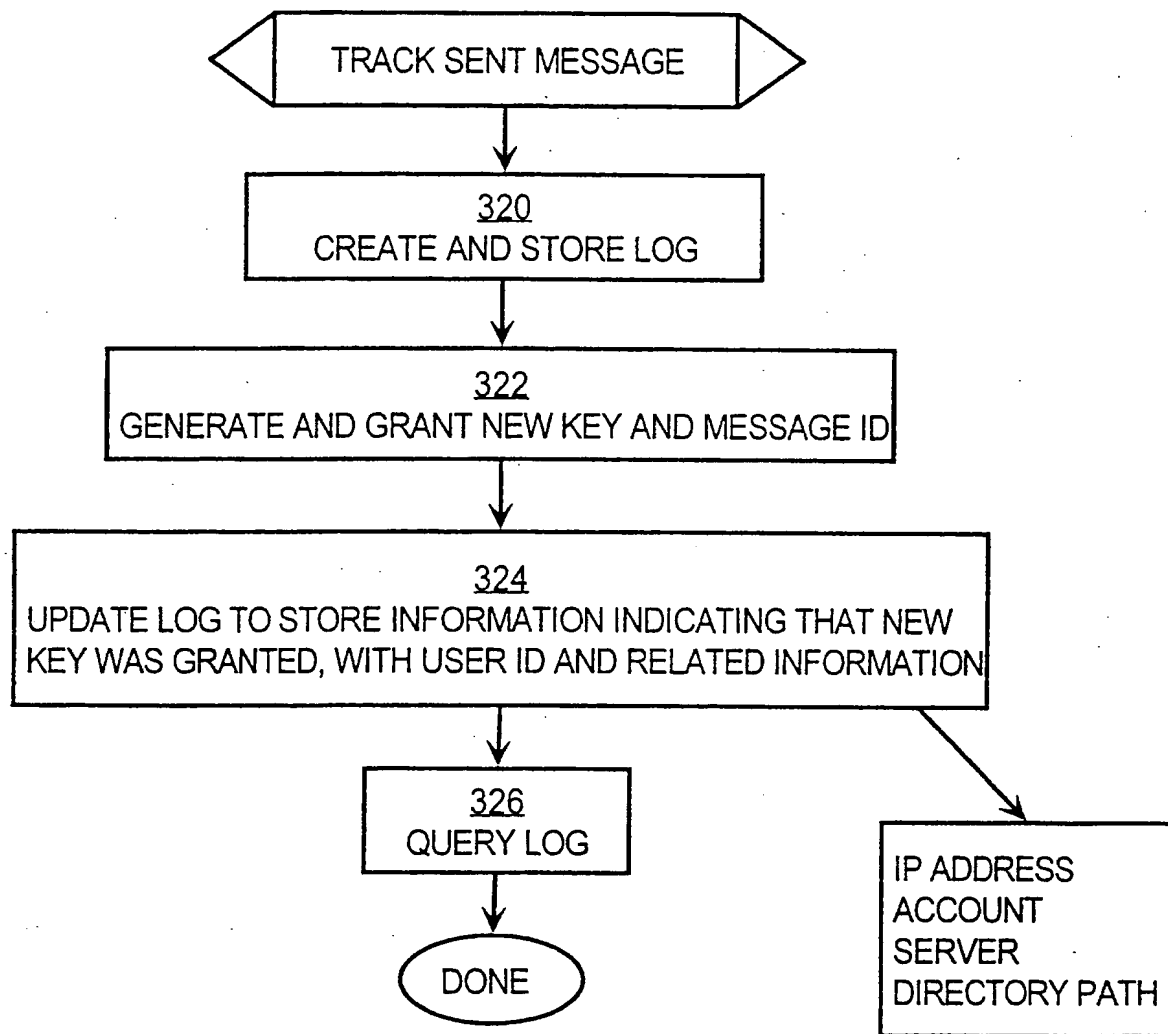 TRACK SENT MESSAGE
320
CREATE AND STORE LOG
322
GENERATE AND GRANT NEW KEY AND MESSAGE ID
324
UPDATE LOG TO STORE INFORMATION INDICATING THAT NEW
KEY WAS GRANTED, WITH USER ID AND RELATED INFORMATION
326
QUERY LOG
DONE
IP ADDRESS
ACCOUNT
SERVER
DIRECTORY PATH